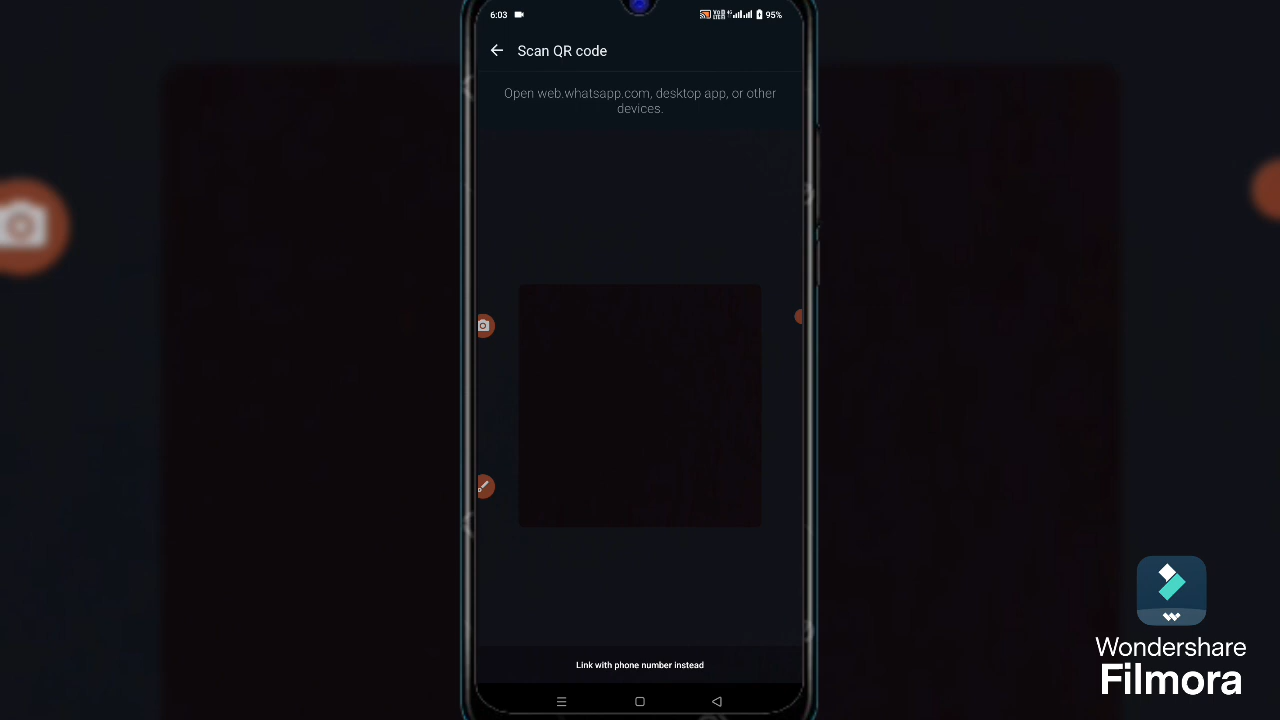 6:03
95%
Scan QR code
Open web.whatsapp.com, desktop app, or other
devices.
Link with phone number instead
Wondershare
Filmora